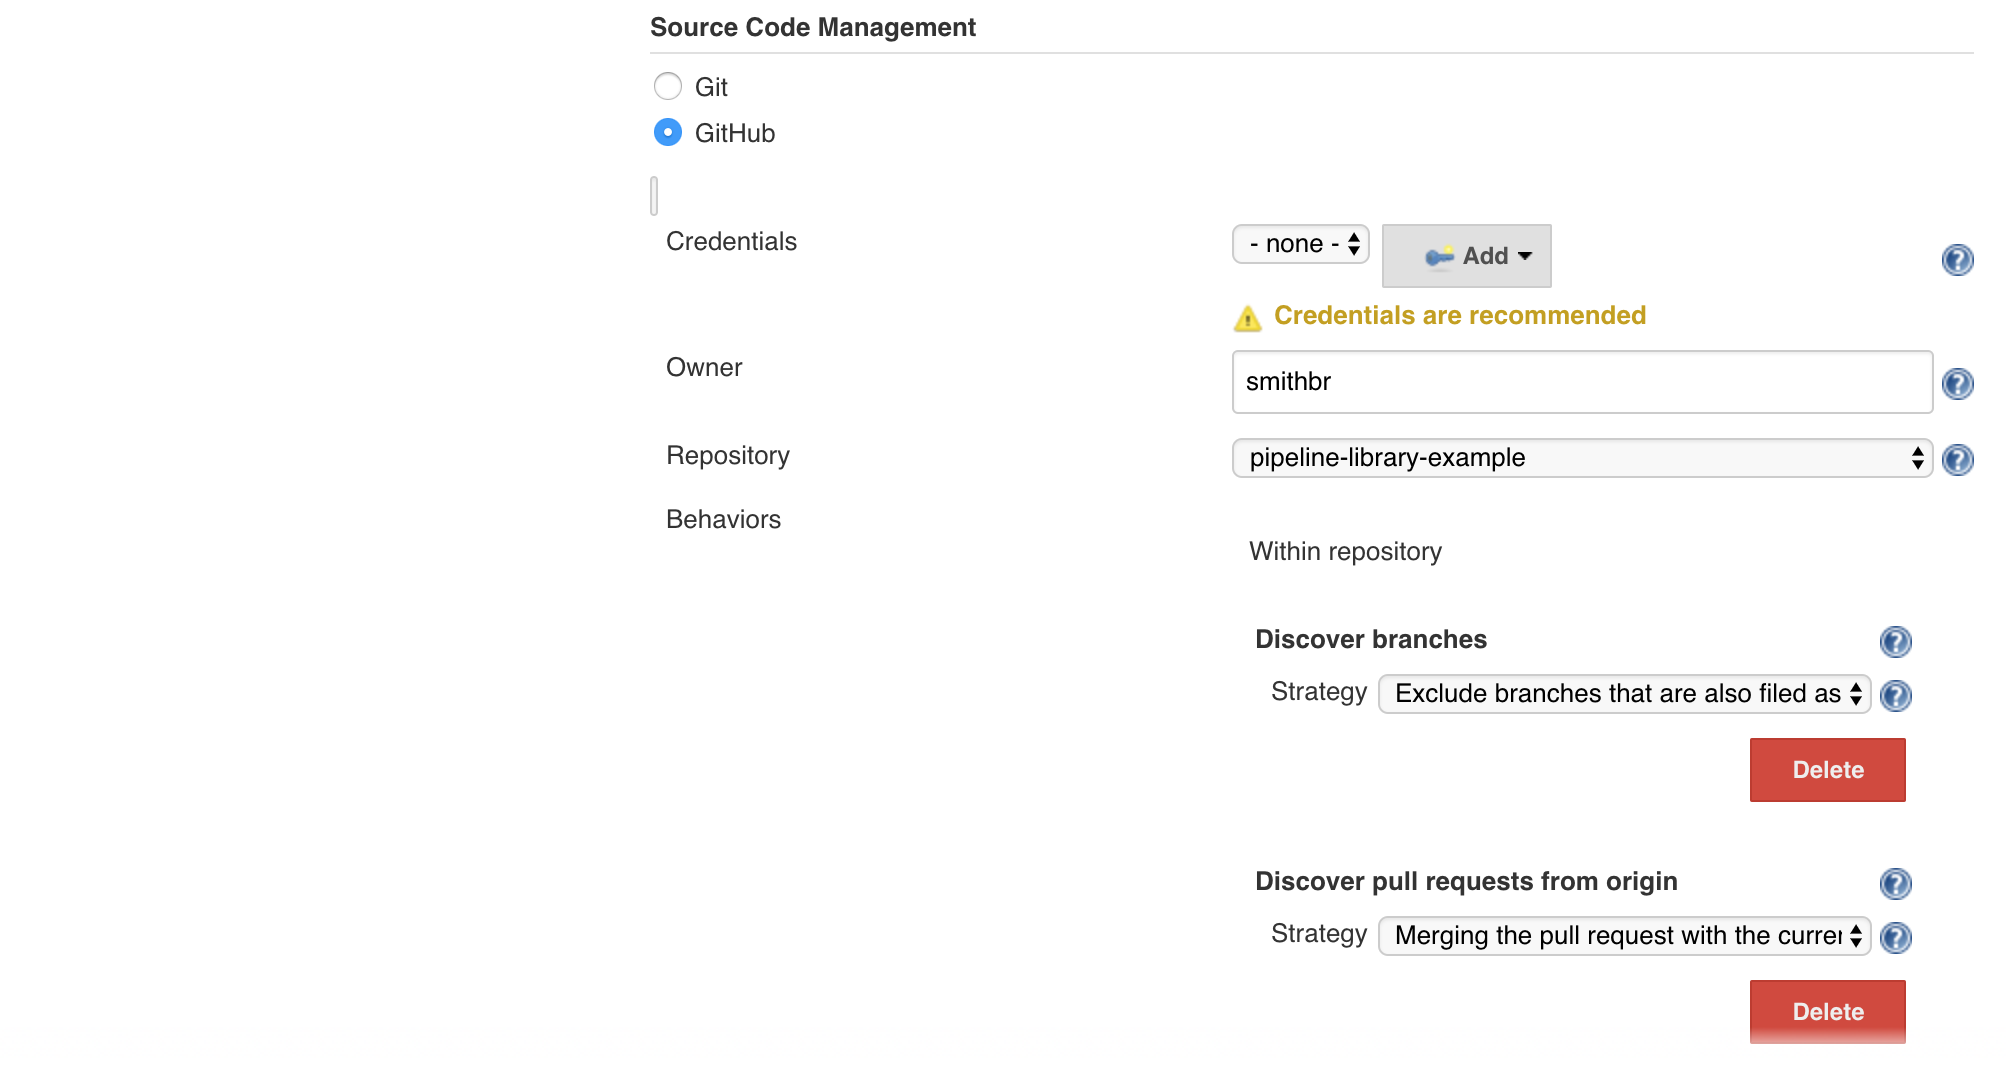 Source Code Management
Git
GitHub
Credentials
- none -
Add
Credentials are recommended
Owner
smithbr
Repository
pipeline-library-example
Behaviors
Within repository
Discover branches
Strategy
Exclude branches that are also filed as
Delete
Discover pull requests from origin
Strategy
Merging the pull request with the curren
Delete